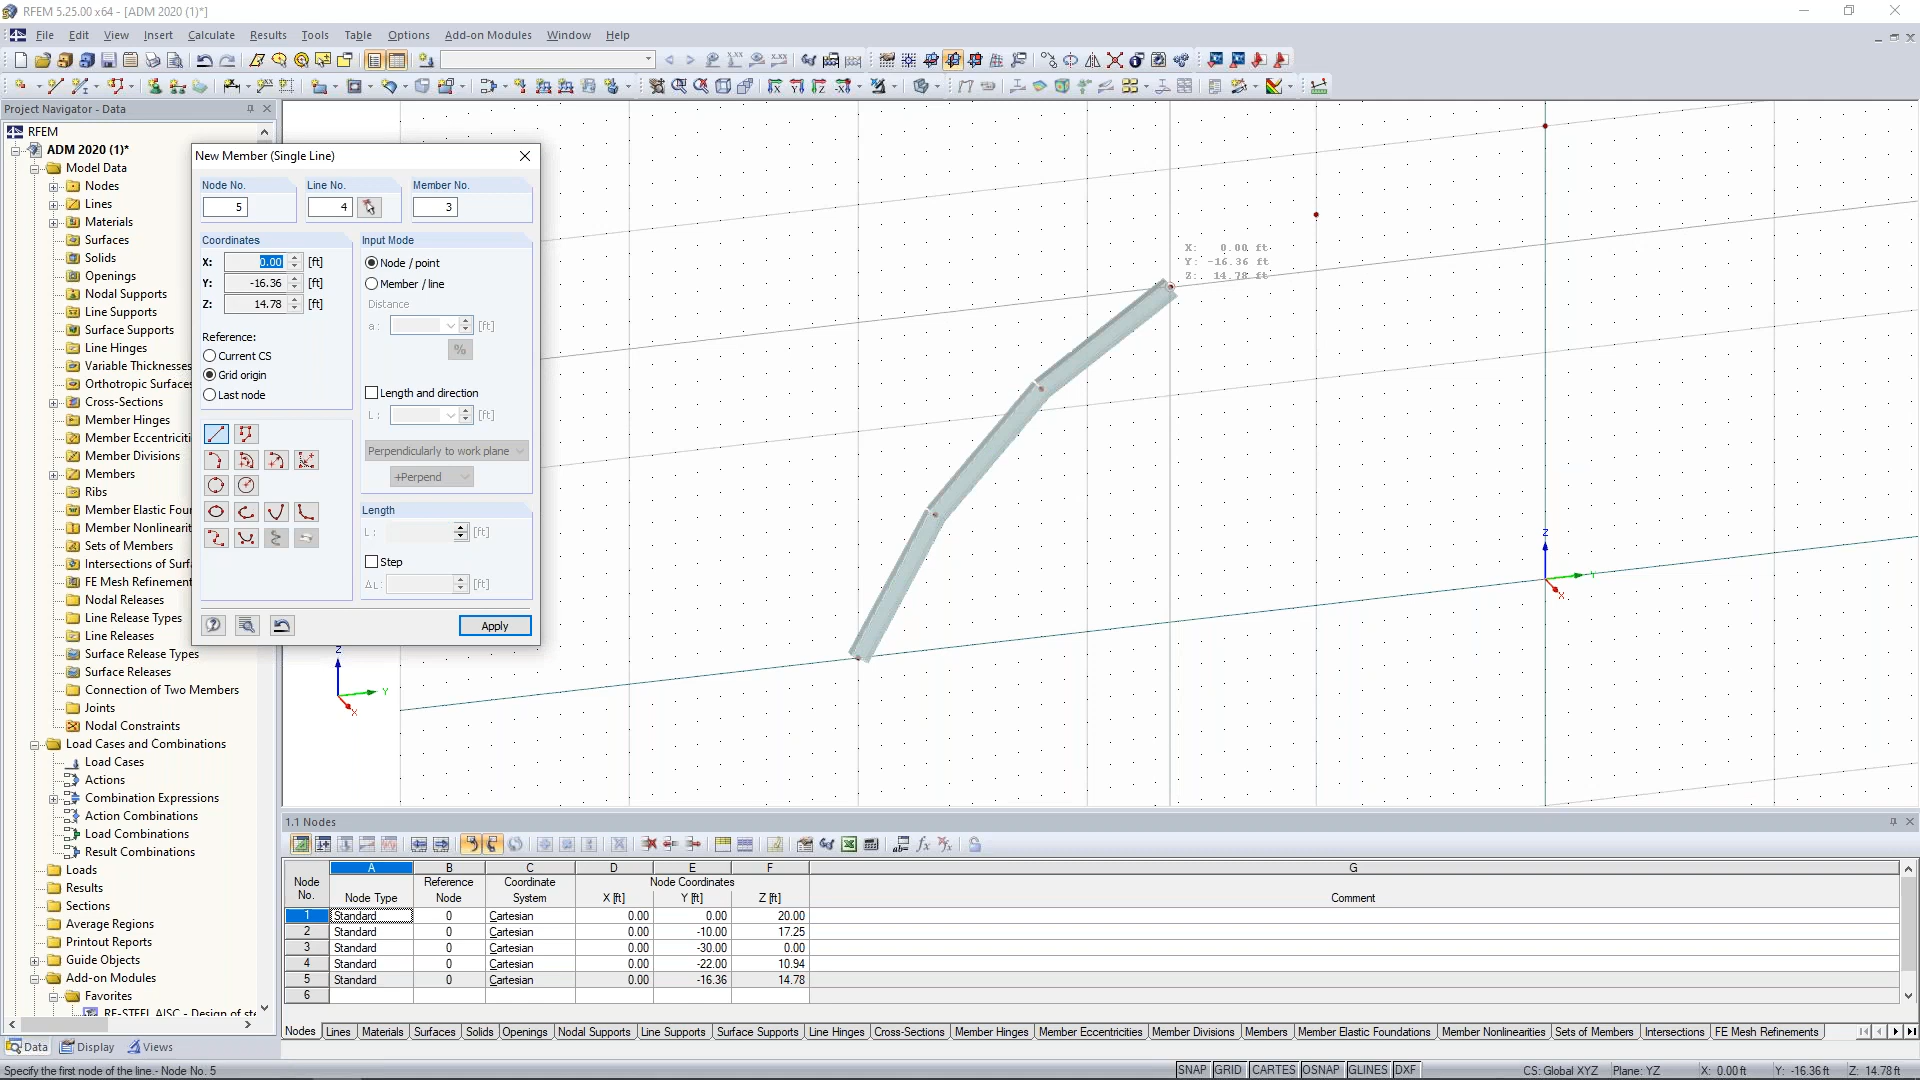 RFEM 5.25.00 x64 - [ADM 2020 (1)*]
File Edit View Insert Calculate Results Tools Table Options Add-on Modules Window Help
Project Navigator - Data
RFEM
ADM 2020 (1)*
Model Data
Nodes
Lines
Materials
Surfaces
Solids
Openings
Nodal Supports
Line Supports
Surface Supports
Line Hinges
Variable Thicknesses
Orthotropic Surfaces
Cross-Sections
Member Hinges
Member Eccentriciti
Member Divisions
Members
Ribs
Member Elastic Four
Member Nonlinearit
Sets of Members
Intersections of Surf
FE Mesh Refinement
Nodal Releases
Line Release Types
Line Releases
Surface Release Types
Surface Releases
Connection of Two Members
Joints
Nodal Constraints
Load Cases and Combinations
Load Cases
Actions
Combination Expressions
Action Combinations
Load Combinations
Result Combinations
Loads
Results
Sections
Average Regions
Printout Reports
Guide Objects
Add-on Modules
Favorites
RF-STEEL AISC - Design of ste
Data Display Views
New Member (Single Line)
Node No. Line No. Member No.
5 4 3
Coordinates Input Mode
X: 0.00 [ft] Node / point
Y: -16.36 [ft] Member / line
Z: 14.78 [ft] Distance
a: [ft]
Reference: %
Current CS
Grid origin
Last node Length and direction
L: [ft]
Perpendicularly to work plane
+Perpend
Length
L: [ft]
Step
ΔL: [ft]
Apply
X: 0.00 ft
Y: -16.36 ft
Z: 14.78 ft
Z
Y
X
Z
Y
X
1.1 Nodes
A B C D E F G
Node Reference Coordinate Node Coordinates
No. Node Type Node System X [ft] Y [ft] Z [ft] Comment
1 Standard 0 Cartesian 0.00 0.00 20.00
2 Standard 0 Cartesian 0.00 -10.00 17.25
3 Standard 0 Cartesian 0.00 -30.00 0.00
4 Standard 0 Cartesian 0.00 -22.00 10.94
5 Standard 0 Cartesian 0.00 -16.36 14.78
6
Nodes Lines Materials Surfaces Solids Openings Nodal Supports Line Supports Surface Supports Line Hinges Cross-Sections Member Hinges Member Eccentricities Member Divisions Members Member Elastic Foundations Member Nonlinearities Sets of Members Intersections FE Mesh Refinements
Specify the first node of the line - Node No. 5
SNAP GRID CARTES OSNAP GLINES DXF CS: Global XYZ Plane: YZ X: 0.00 ft Y: -16.36 ft Z: 14.78 ft